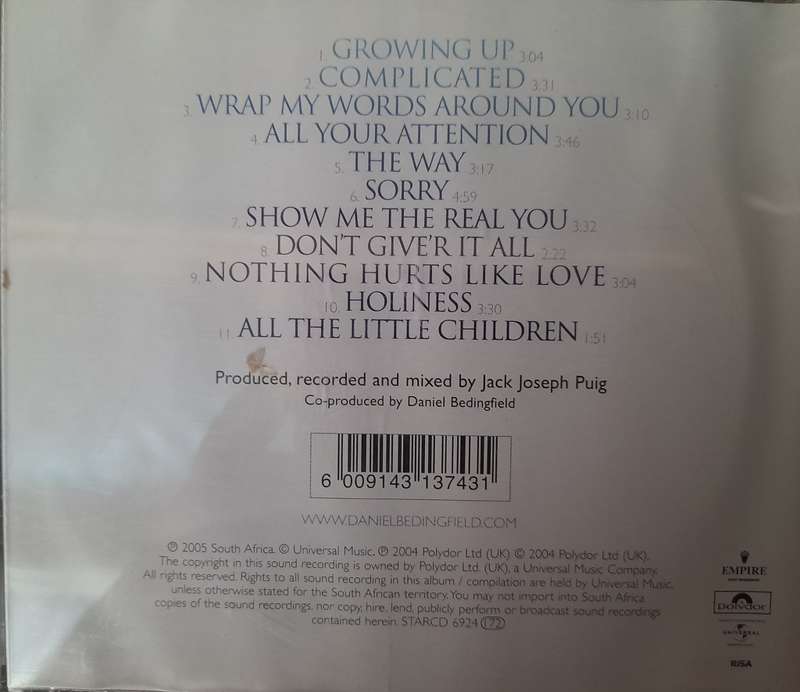 1. GROWING UP 3:04
2. COMPLICATED 3:31
3. WRAP MY WORDS AROUND YOU 3:10
4. ALL YOUR ATTENTION 3:46
5. THE WAY 3:17
6. SORRY 4:59
7. SHOW ME THE REAL YOU 3:32
8. DON'T GIVE'R IT ALL 2:22
9. NOTHING HURTS LIKE LOVE 3:04
10. HOLINESS 3:30
11. ALL THE LITTLE CHILDREN 1:51
Produced, recorded and mixed by Jack Joseph Puig
Co-produced by Daniel Bedingfield
6 009143 137431
WWW.DANIELBEDINGFIELD.COM
℗ 2005 South Africa. © Universal Music. ℗ 2004 Polydor Ltd (UK) © 2004 Polydor Ltd (UK).
The copyright in this sound recording is owned by Polydor Ltd. (UK), a Universal Music Company.
All rights reserved. Rights to all sound recording in this album / compilation are held by Universal Music,
unless otherwise stated for the South African territory. You may not import into South Africa
copies of the sound recordings, nor copy, hire, lend, publicly perform or broadcast sound recordings
contained herein. STARCD 6924 172
EMPIRE
Polydor
UNIVERSAL
RISA